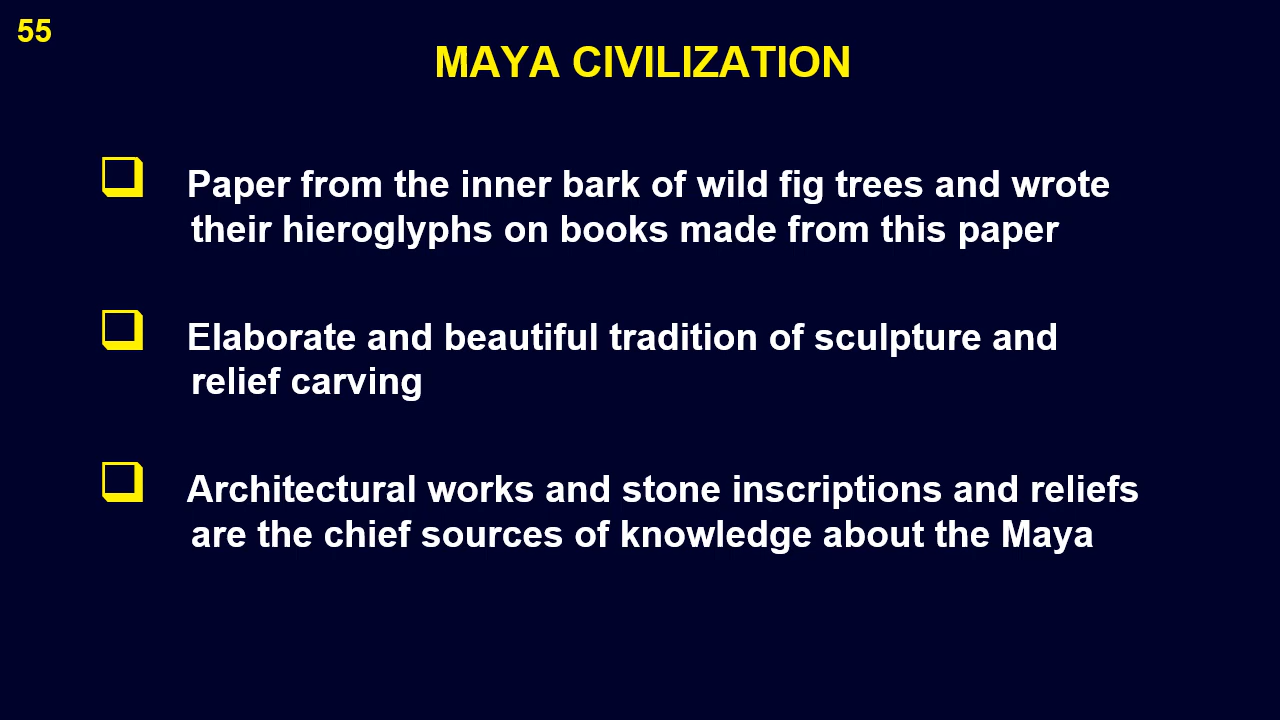 55
MAYA CIVILIZATION
❑ Paper from the inner bark of wild fig trees and wrote
their hieroglyphs on books made from this paper
❑ Elaborate and beautiful tradition of sculpture and
relief carving
❑ Architectural works and stone inscriptions and reliefs
are the chief sources of knowledge about the Maya